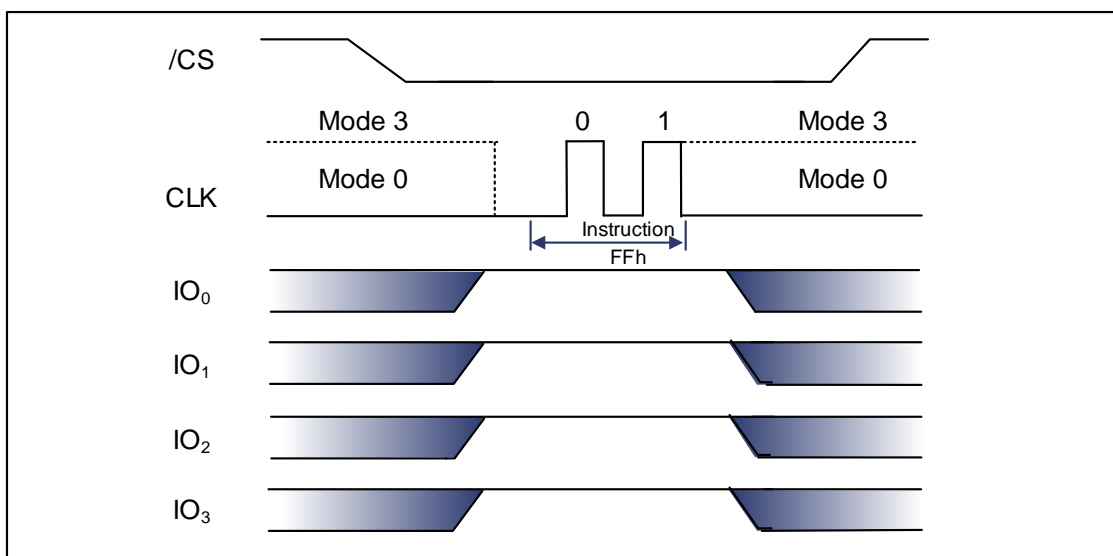 /CS
Mode 3 0 1 Mode 3
Mode 0 Mode 0
CLK
Instruction
FFh
IO0
IO1
IO2
IO3